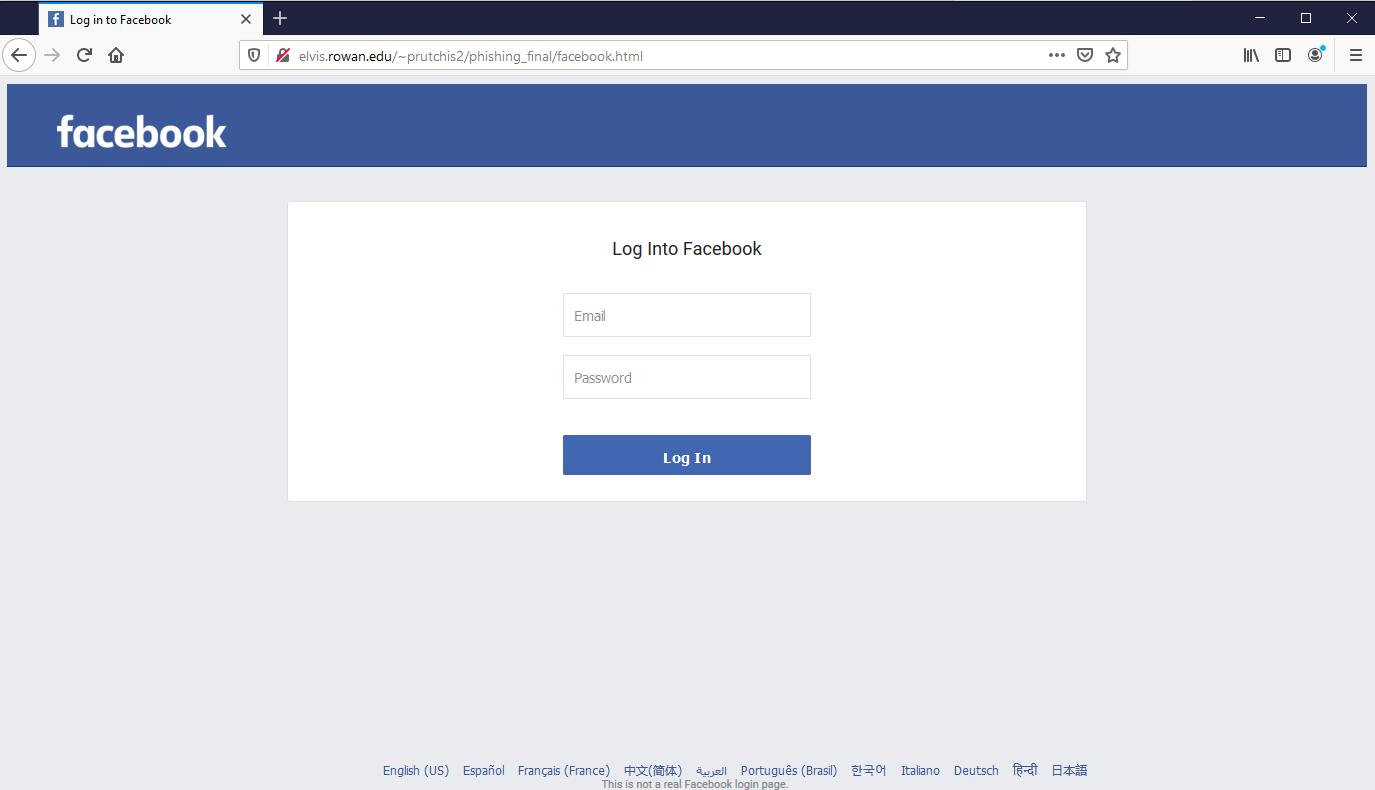 Log in to Facebook
elvis.rowan.edu/~prutchis2/phishing_final/facebook.html
facebook
Log Into Facebook
Email
Password
Log In
English (US) Español Français (France) 中文(简体) العربية Português (Brasil) 한국어 Italiano Deutsch हिन्दी 日本語
This is not a real Facebook login page.